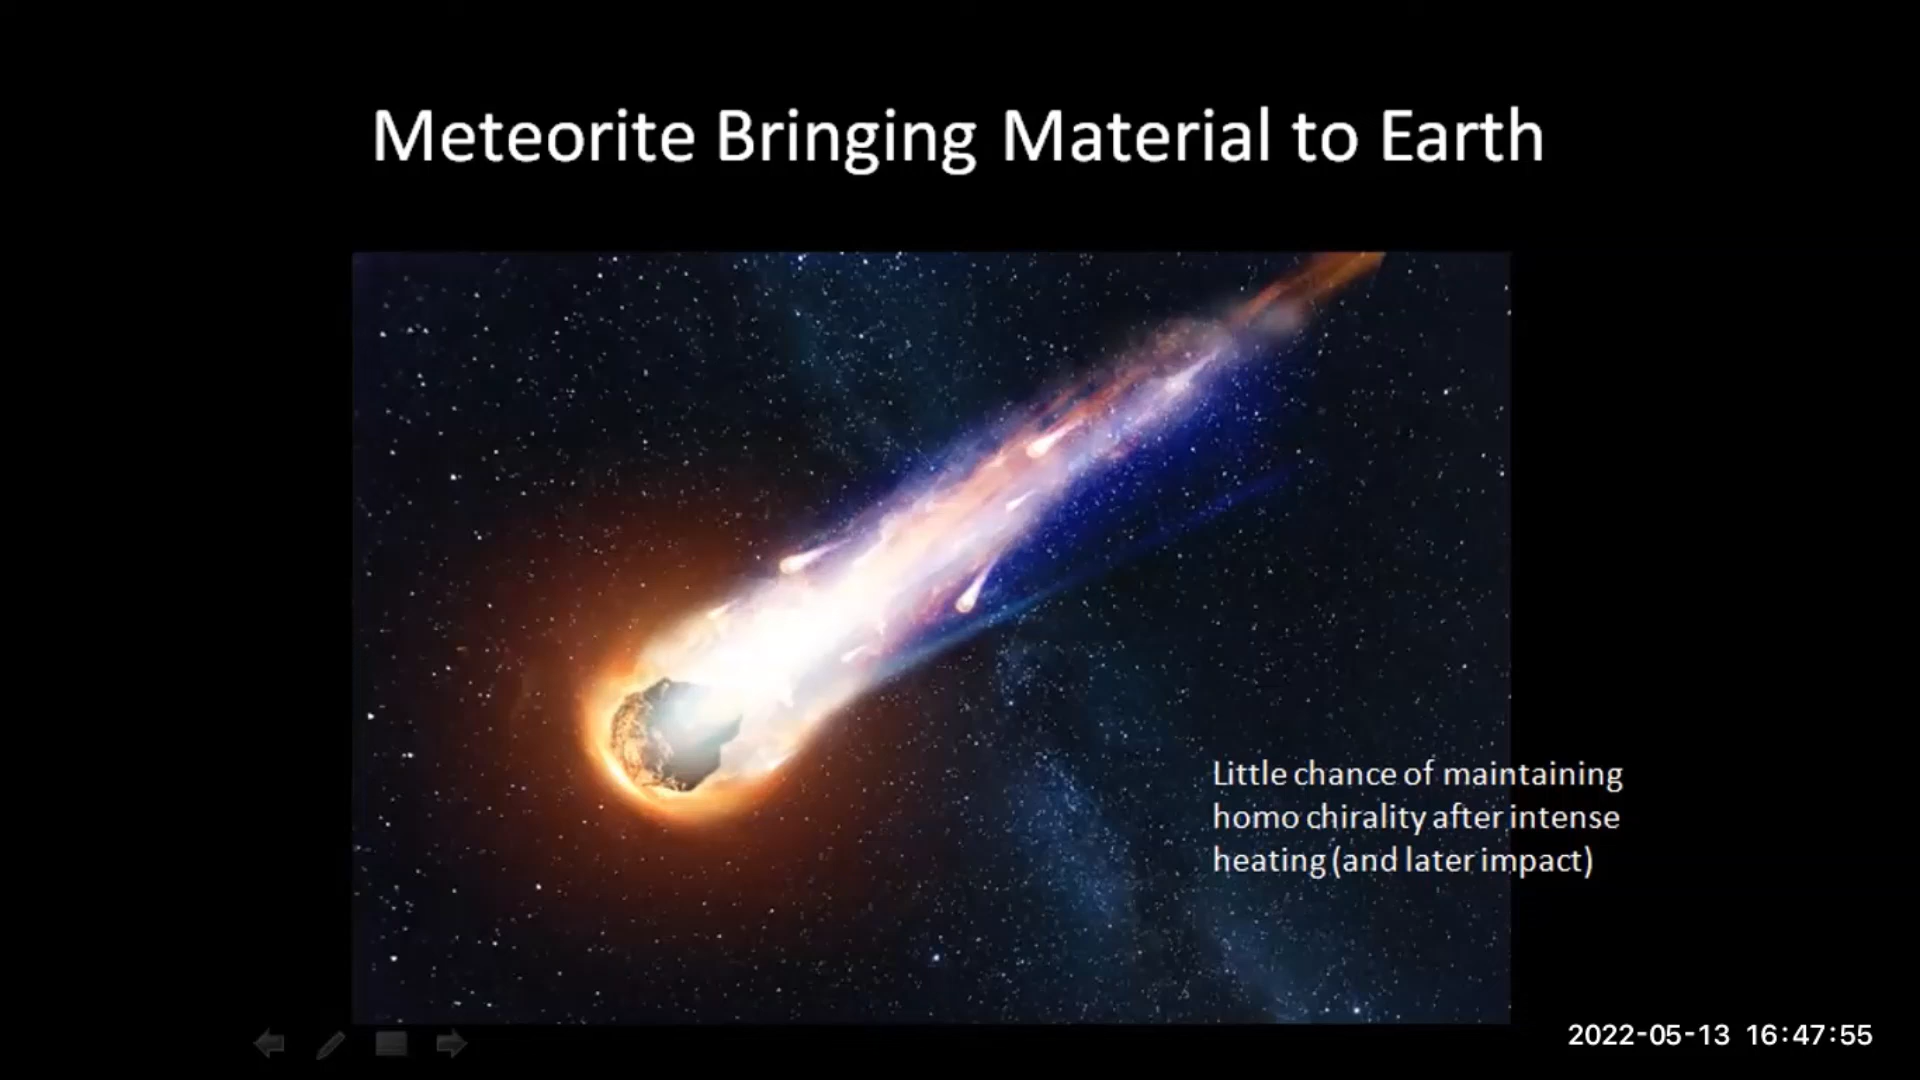 Meteorite Bringing Material to Earth
Little chance of maintaining
homo chirality after intense
heating (and later impact)
2022-05-13 16:47:55